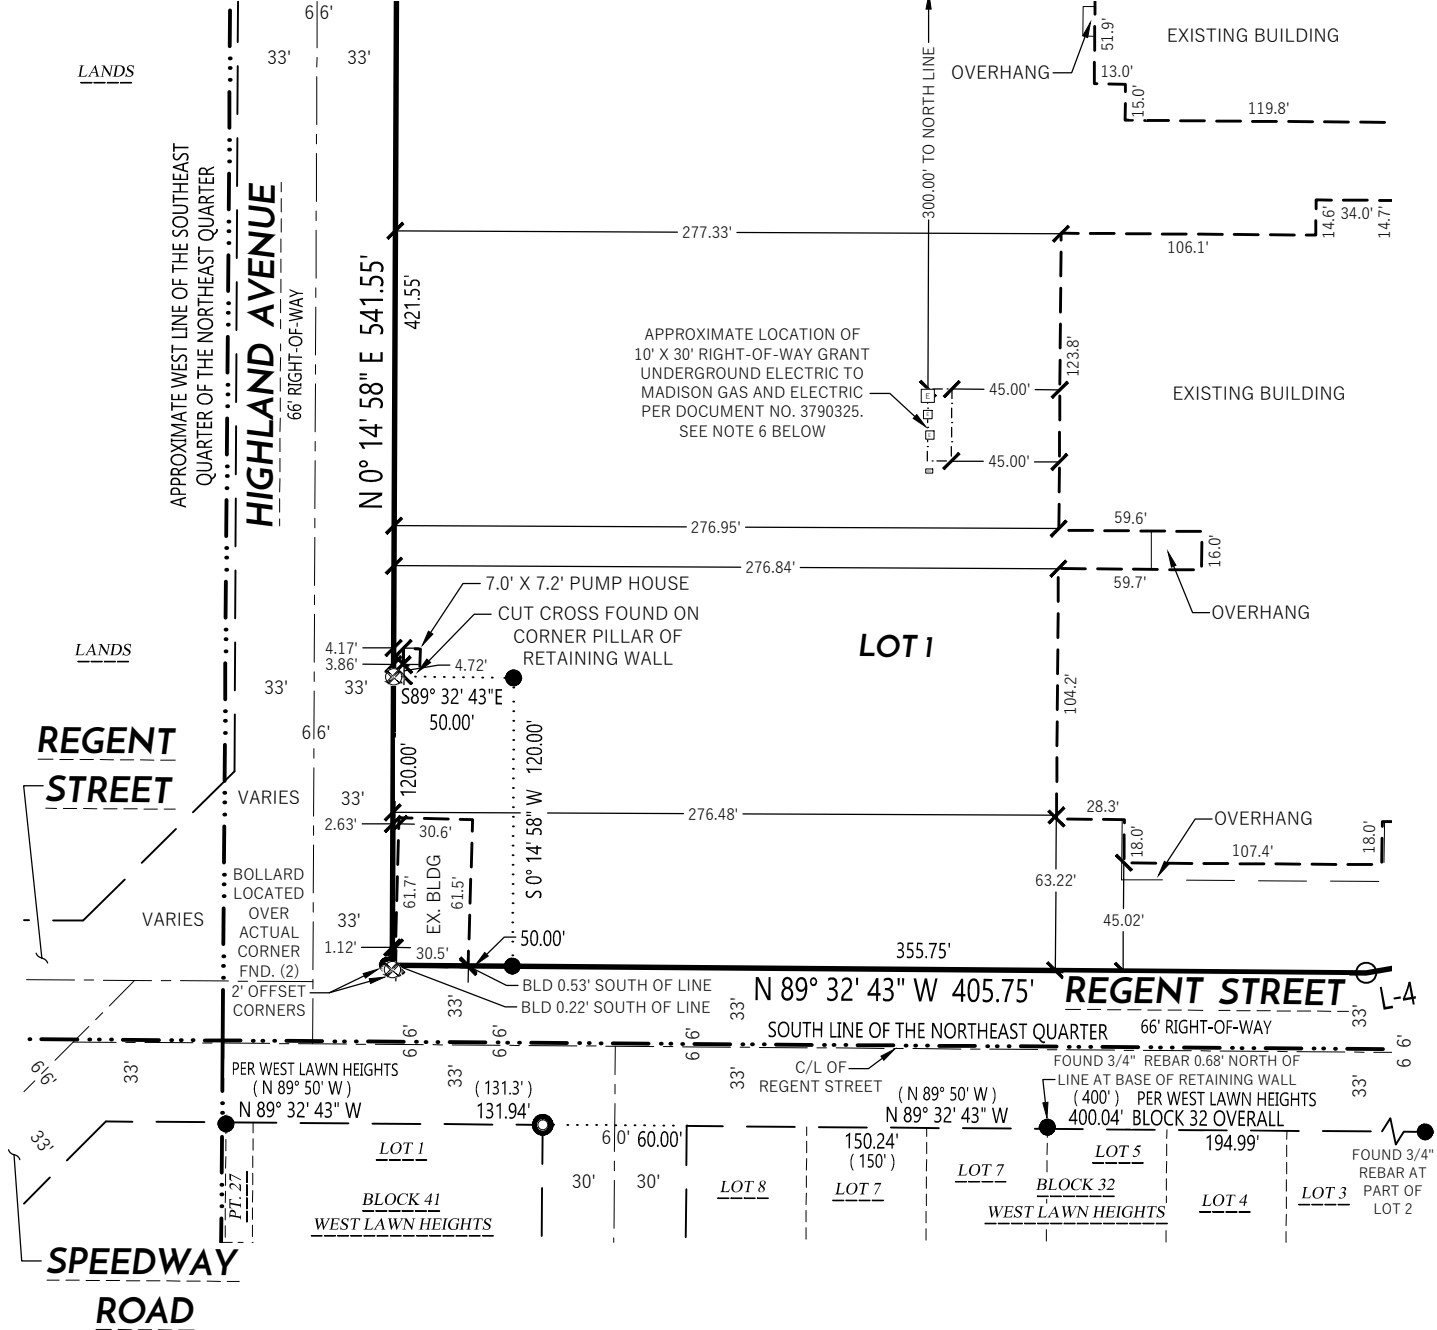 66'
33'
33'
LANDS
APPROXIMATE WEST LINE OF THE SOUTHEAST
QUARTER OF THE NORTHEAST QUARTER
HIGHLAND AVENUE
66' RIGHT-OF-WAY
N 0° 14' 58" E 541.55'
421.55'
300.00' TO NORTH LINE
OVERHANG
51.9'
13.0'
15.0'
EXISTING BUILDING
119.8'
277.33'
106.1'
14.6'
34.0'
14.7'
APPROXIMATE LOCATION OF
10' X 30' RIGHT-OF-WAY GRANT
UNDERGROUND ELECTRIC TO
MADISON GAS AND ELECTRIC
PER DOCUMENT NO. 3790325.
SEE NOTE 6 BELOW
E
E
45.00'
45.00'
123.8'
EXISTING BUILDING
276.95'
59.6'
16.0'
276.84'
59.7'
OVERHANG
7.0' X 7.2' PUMP HOUSE
CUT CROSS FOUND ON
CORNER PILLAR OF
RETAINING WALL
LOT 1
LANDS
4.17'
3.86'
4.72'
33'
33'
S89° 32' 43"E
50.00'
104.2'
66'
REGENT
STREET
120.00'
S 0° 14' 58" W 120.00'
VARIES
33'
2.63'
276.48'
28.3'
OVERHANG
30.6'
18.0'
107.4'
18.0'
61.7'
EX. BLDG
61.5'
63.22'
BOLLARD
LOCATED
OVER
ACTUAL
CORNER
FND. (2)
2' OFFSET
CORNERS
VARIES
33'
1.12'
30.5'
50.00'
45.02'
355.75'
BLD 0.53' SOUTH OF LINE
BLD 0.22' SOUTH OF LINE
N 89° 32' 43" W 405.75'
REGENT STREET
L-4
33'
33'
33'
SOUTH LINE OF THE NORTHEAST QUARTER
66' RIGHT-OF-WAY
66'
66'
66'
66'
66'
33'
PER WEST LAWN HEIGHTS
( N 89° 50' W )
N 89° 32' 43" W
33'
( 131.3' )
131.94'
33'
C/L OF
REGENT STREET
( N 89° 50' W )
N 89° 32' 43" W
FOUND 3/4" REBAR 0.68' NORTH OF
LINE AT BASE OF RETAINING WALL
( 400' ) PER WEST LAWN HEIGHTS
400.04' BLOCK 32 OVERALL
33'
33'
60'
60.00'
150.24'
( 150' )
194.99'
LOT 1
PT. 27
BLOCK 41
WEST LAWN HEIGHTS
30'
30'
LOT 8
LOT 7
LOT 7
LOT 5
BLOCK 32
WEST LAWN HEIGHTS
LOT 4
LOT 3
FOUND 3/4"
REBAR AT
PART OF
LOT 2
SPEEDWAY
ROAD